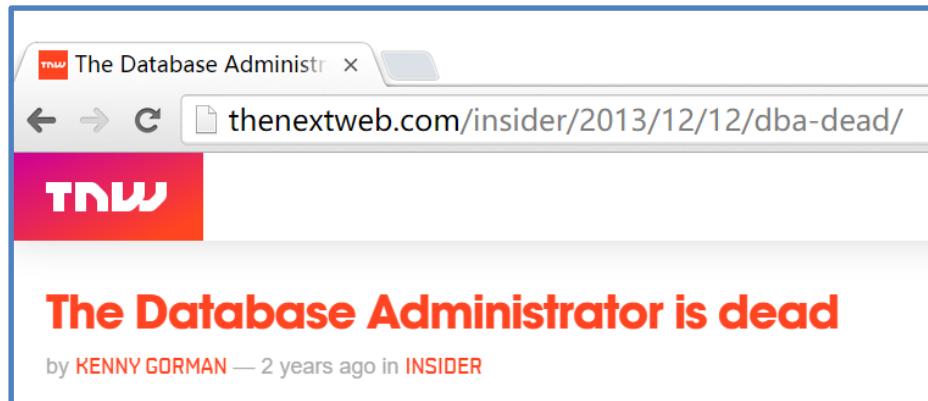 TNW The Database Administr ×
thenextweb.com/insider/2013/12/12/dba-dead/
TNW
The Database Administrator is dead
by KENNY GORMAN — 2 years ago in INSIDER